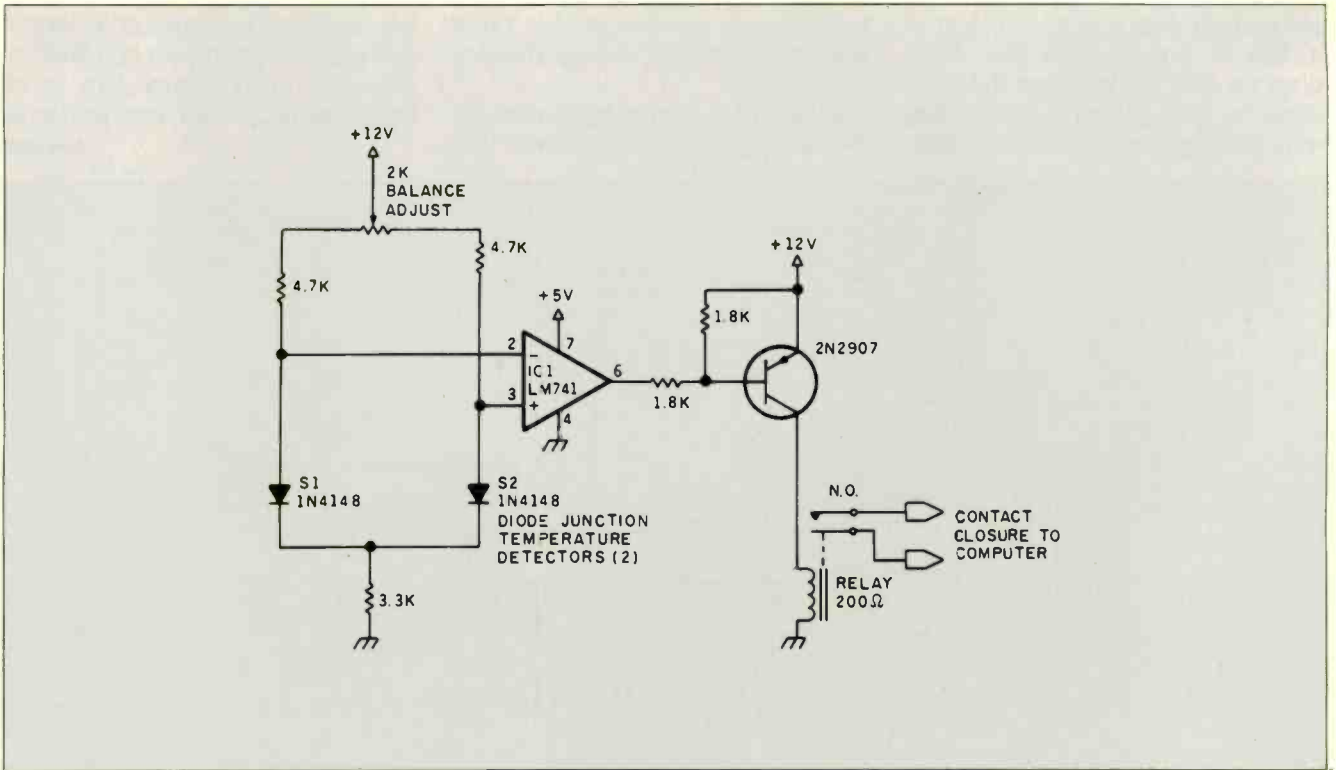 +12V
2K
BALANCE
ADJUST
4.7K
4.7K
+5V
2
7
IC1
LM741
6
3
4
−
+
1.8K
1.8K
+12V
2N2907
S1
1N4148
S2
1N4148
DIODE JUNCTION
TEMPERATURE
DETECTORS (2)
3.3K
N.O.
CONTACT
CLOSURE TO
COMPUTER
RELAY
200Ω